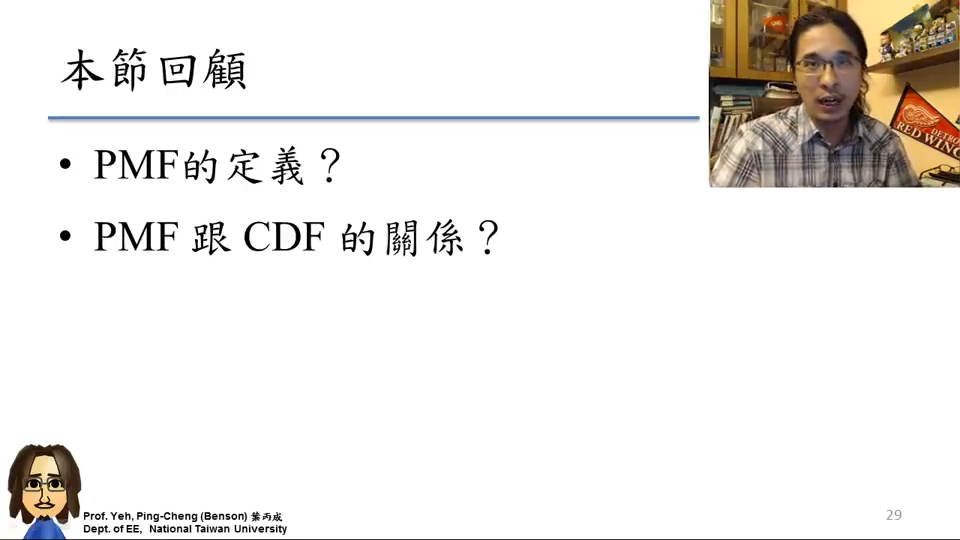 本節回顧
• PMF的定義？
• PMF 跟 CDF 的關係？
DETROIT
RED WINGS
Prof. Yeh, Ping-Cheng (Benson) 葉丙成
Dept. of EE, National Taiwan University
29